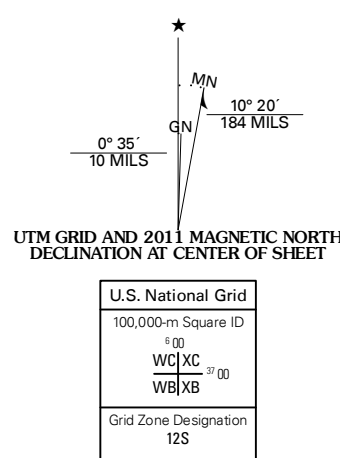 ★
MN
GN
10° 20´
184 MILS
0° 35´
10 MILS
UTM GRID AND 2011 MAGNETIC NORTH
DECLINATION AT CENTER OF SHEET
U.S. National Grid
100,000-m Square ID
6 00
WC XC
37 00
WB XB
Grid Zone Designation
12S